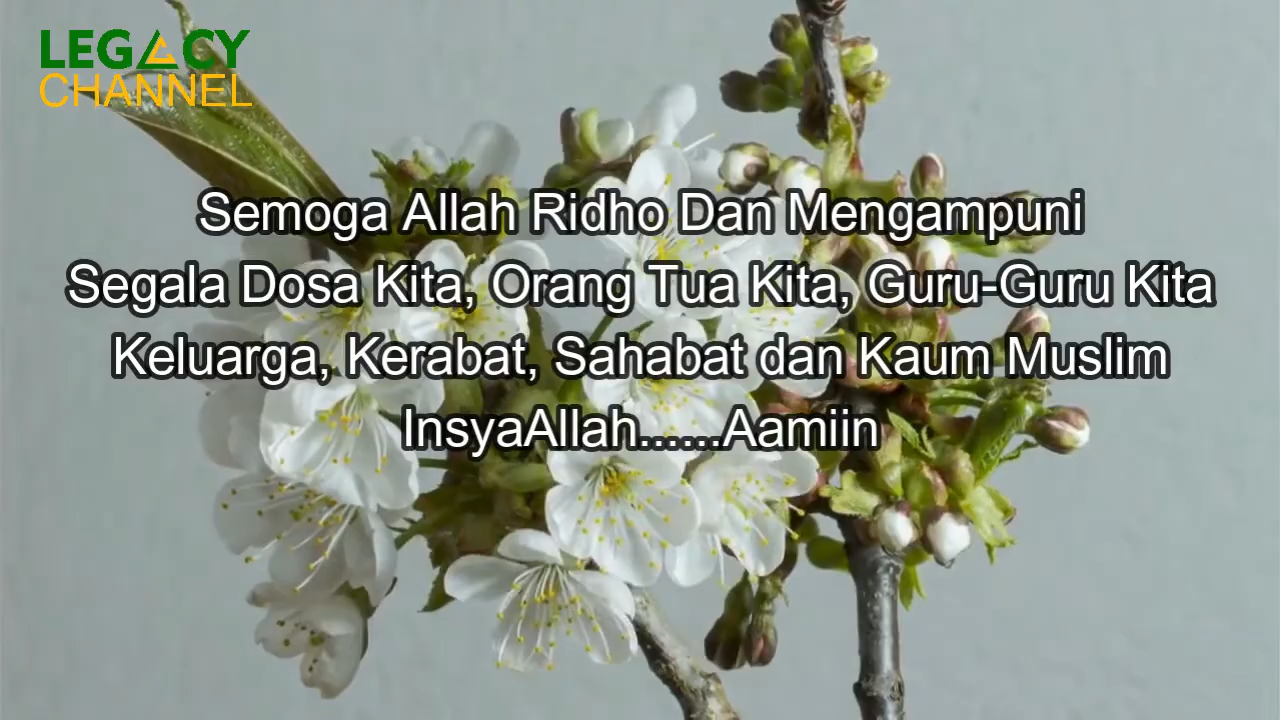 LEGACY
CHANNEL
Semoga Allah Ridho Dan Mengampuni
Segala Dosa Kita, Orang Tua Kita, Guru-Guru Kita
Keluarga, Kerabat, Sahabat dan Kaum Muslim
InsyaAllah......Aamiin